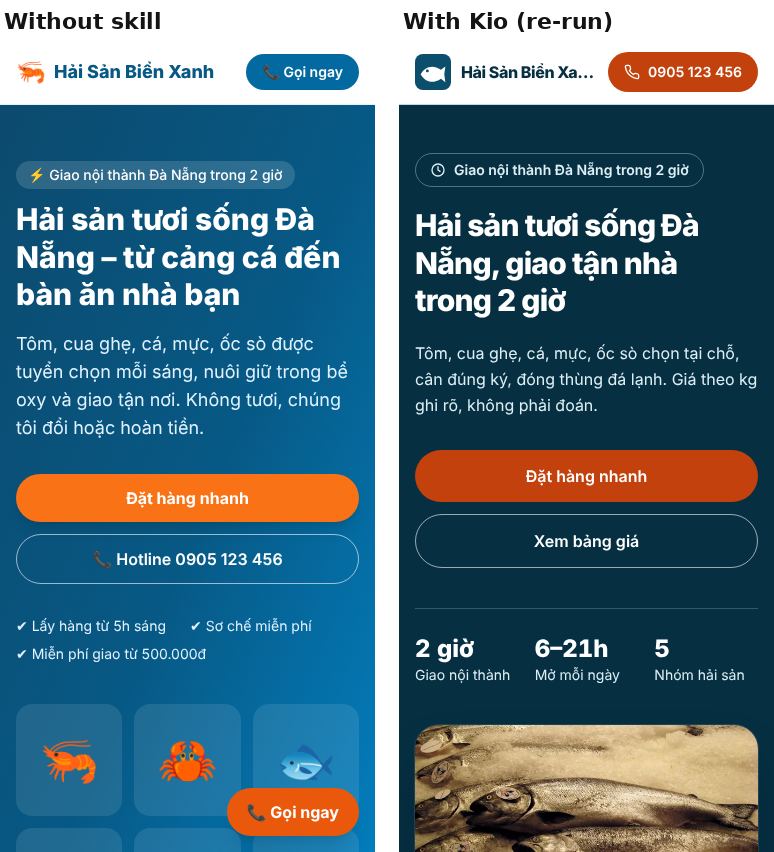 Without skill
Hải Sản Biển Xanh
📞 Gọi ngay
⚡ Giao nội thành Đà Nẵng trong 2 giờ
Hải sản tươi sống Đà
Nẵng – từ cảng cá đến
bàn ăn nhà bạn
Tôm, cua ghẹ, cá, mực, ốc sò được
tuyển chọn mỗi sáng, nuôi giữ trong bể
oxy và giao tận nơi. Không tươi, chúng
tôi đổi hoặc hoàn tiền.
Đặt hàng nhanh
📞 Hotline 0905 123 456
✔ Lấy hàng từ 5h sáng
✔ Sơ chế miễn phí
✔ Miễn phí giao từ 500.000đ
📞 Gọi ngay
With Kio (re-run)
Hải Sản Biển Xa...
0905 123 456
Giao nội thành Đà Nẵng trong 2 giờ
Hải sản tươi sống Đà
Nẵng, giao tận nhà
trong 2 giờ
Tôm, cua ghẹ, cá, mực, ốc sò chọn tại chỗ,
cân đúng ký, đóng thùng đá lạnh. Giá theo kg
ghi rõ, không phải đoán.
Đặt hàng nhanh
Xem bảng giá
2 giờ
Giao nội thành
6–21h
Mở mỗi ngày
5
Nhóm hải sản